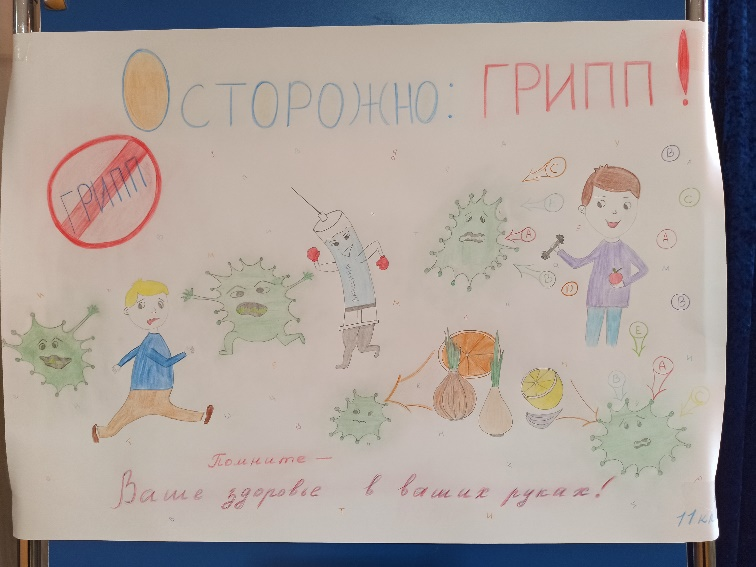 Осторожно: ГРИПП!
ГРИПП
В
С
С
А
А
В
Е
В
А
С
Помните —
Ваше здоровье в ваших руках!
11 кл